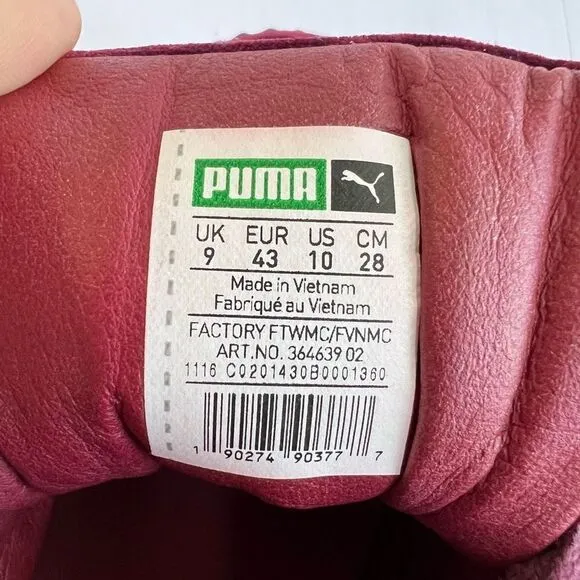 PUMA
UK EUR US CM
9 43 10 28
Made in Vietnam
Fabriqué au Vietnam
FACTORY FTWMC/FVNMC
ART.NO. 364639 02
1116 C0201430B0001360
1 90274 90377 7